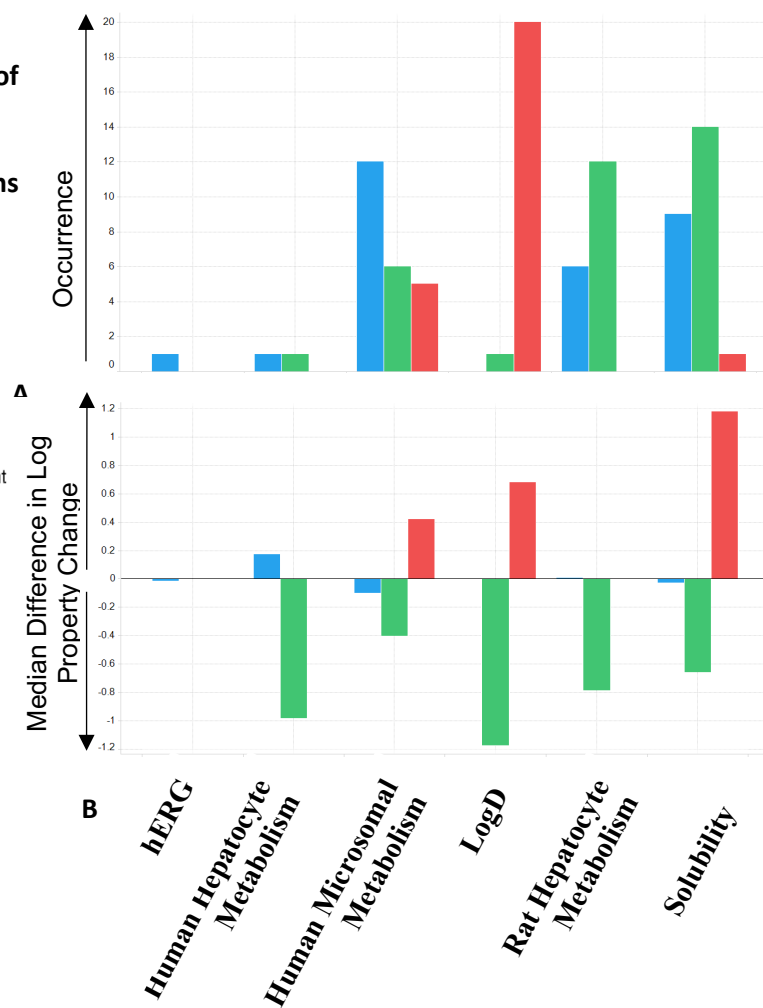 of
ns
Occurrence
20
18
16
14
12
10
8
6
4
2
0
A
Median Difference in Log
Property Change
1.2
1
0.8
0.6
0.4
0.2
0
-0.2
-0.4
-0.6
-0.8
-1
-1.2
B
hERG
Human Hepatocyte
Metabolism
Human Microsomal
Metabolism
LogD
Rat Hepatocyte
Metabolism
Solubility